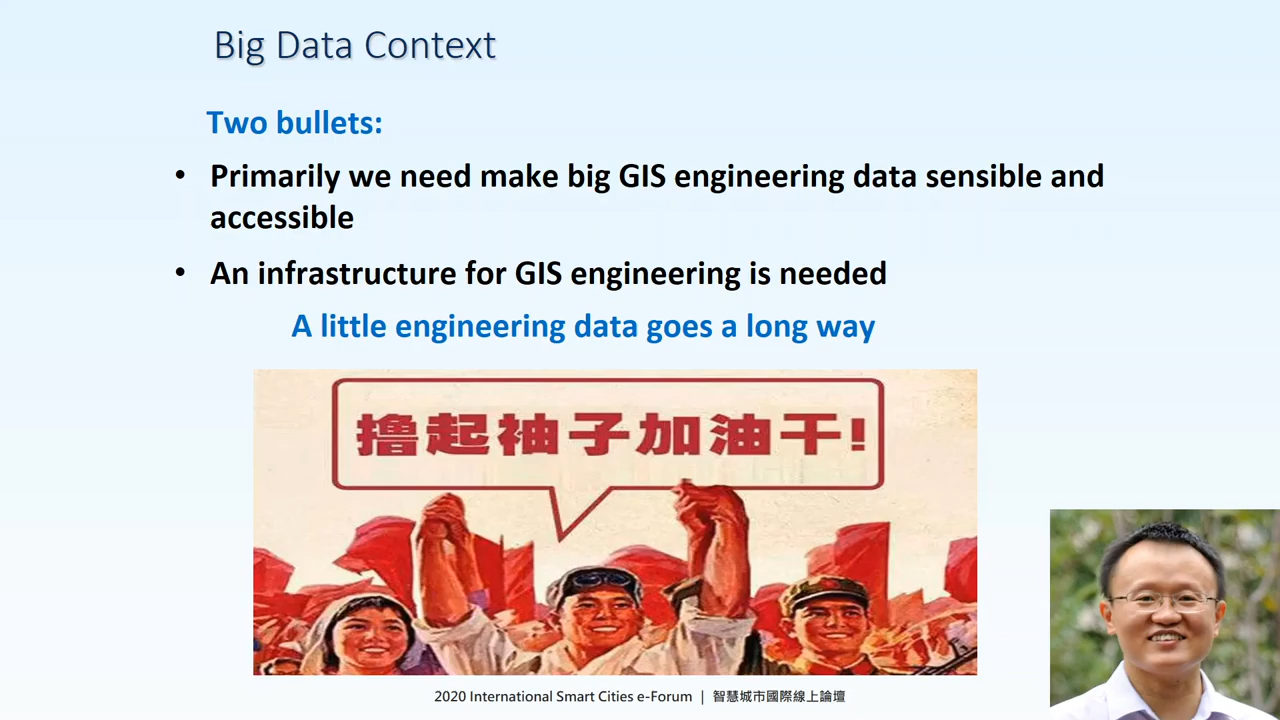 Big Data Context
Two bullets:
• Primarily we need make big GIS engineering data sensible and
accessible
• An infrastructure for GIS engineering is needed
A little engineering data goes a long way
撸起袖子加油干!
2020 International Smart Cities e-Forum | 智慧城市國際線上論壇